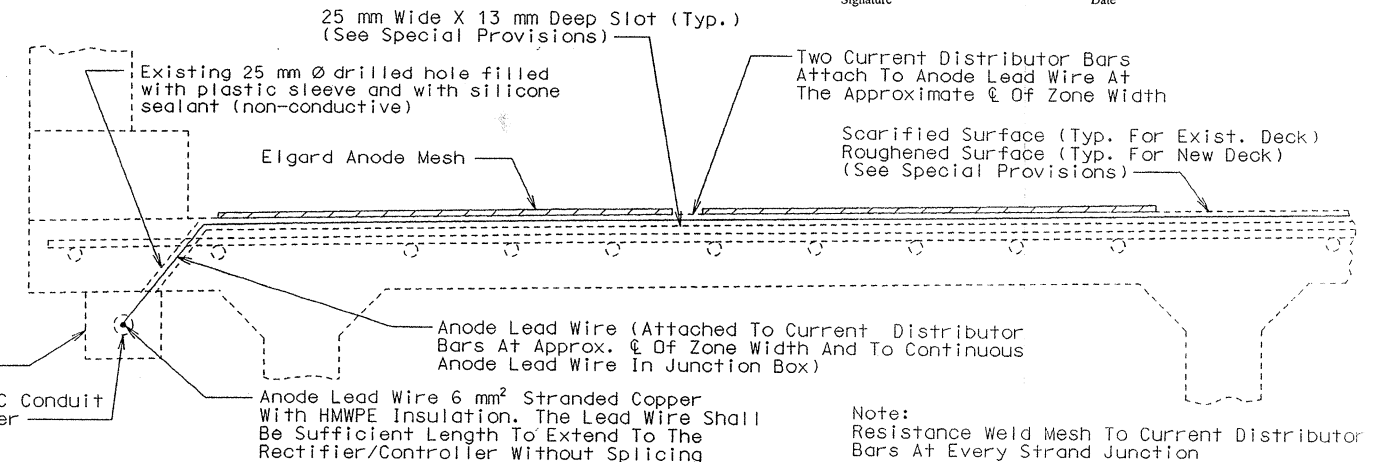 Signature Date
25 mm Wide X 13 mm Deep Slot (Typ.)
(See Special Provisions)
Existing 25 mm Ø drilled hole filled
with plastic sleeve and with silicone
sealant (non-conductive)
Two Current Distributor Bars
Attach To Anode Lead Wire At
The Approximate ℄ Of Zone Width
Elgard Anode Mesh
Scarified Surface (Typ. For Exist. Deck)
Roughened Surface (Typ. For New Deck)
(See Special Provisions)
Anode Lead Wire (Attached To Current Distributor
Bars At Approx. ℄ Of Zone Width And To Continuous
Anode Lead Wire In Junction Box)
C Conduit
er
Anode Lead Wire 6 mm² Stranded Copper
With HMWPE Insulation. The Lead Wire Shall
Be Sufficient Length To Extend To The
Rectifier/Controller Without Splicing
Note:
Resistance Weld Mesh To Current Distributor
Bars At Every Strand Junction